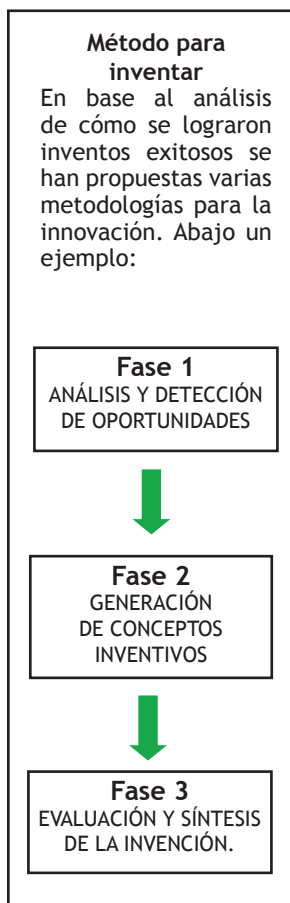 Método para
inventar
En base al análisis
de cómo se lograron
inventos exitosos se
han propuestas varias
metodologías para la
innovación. Abajo un
ejemplo:
Fase 1
ANÁLISIS Y DETECCIÓN
DE OPORTUNIDADES
Fase 2
GENERACIÓN
DE CONCEPTOS
INVENTIVOS
Fase 3
EVALUACIÓN Y SÍNTESIS
DE LA INVENCIÓN.